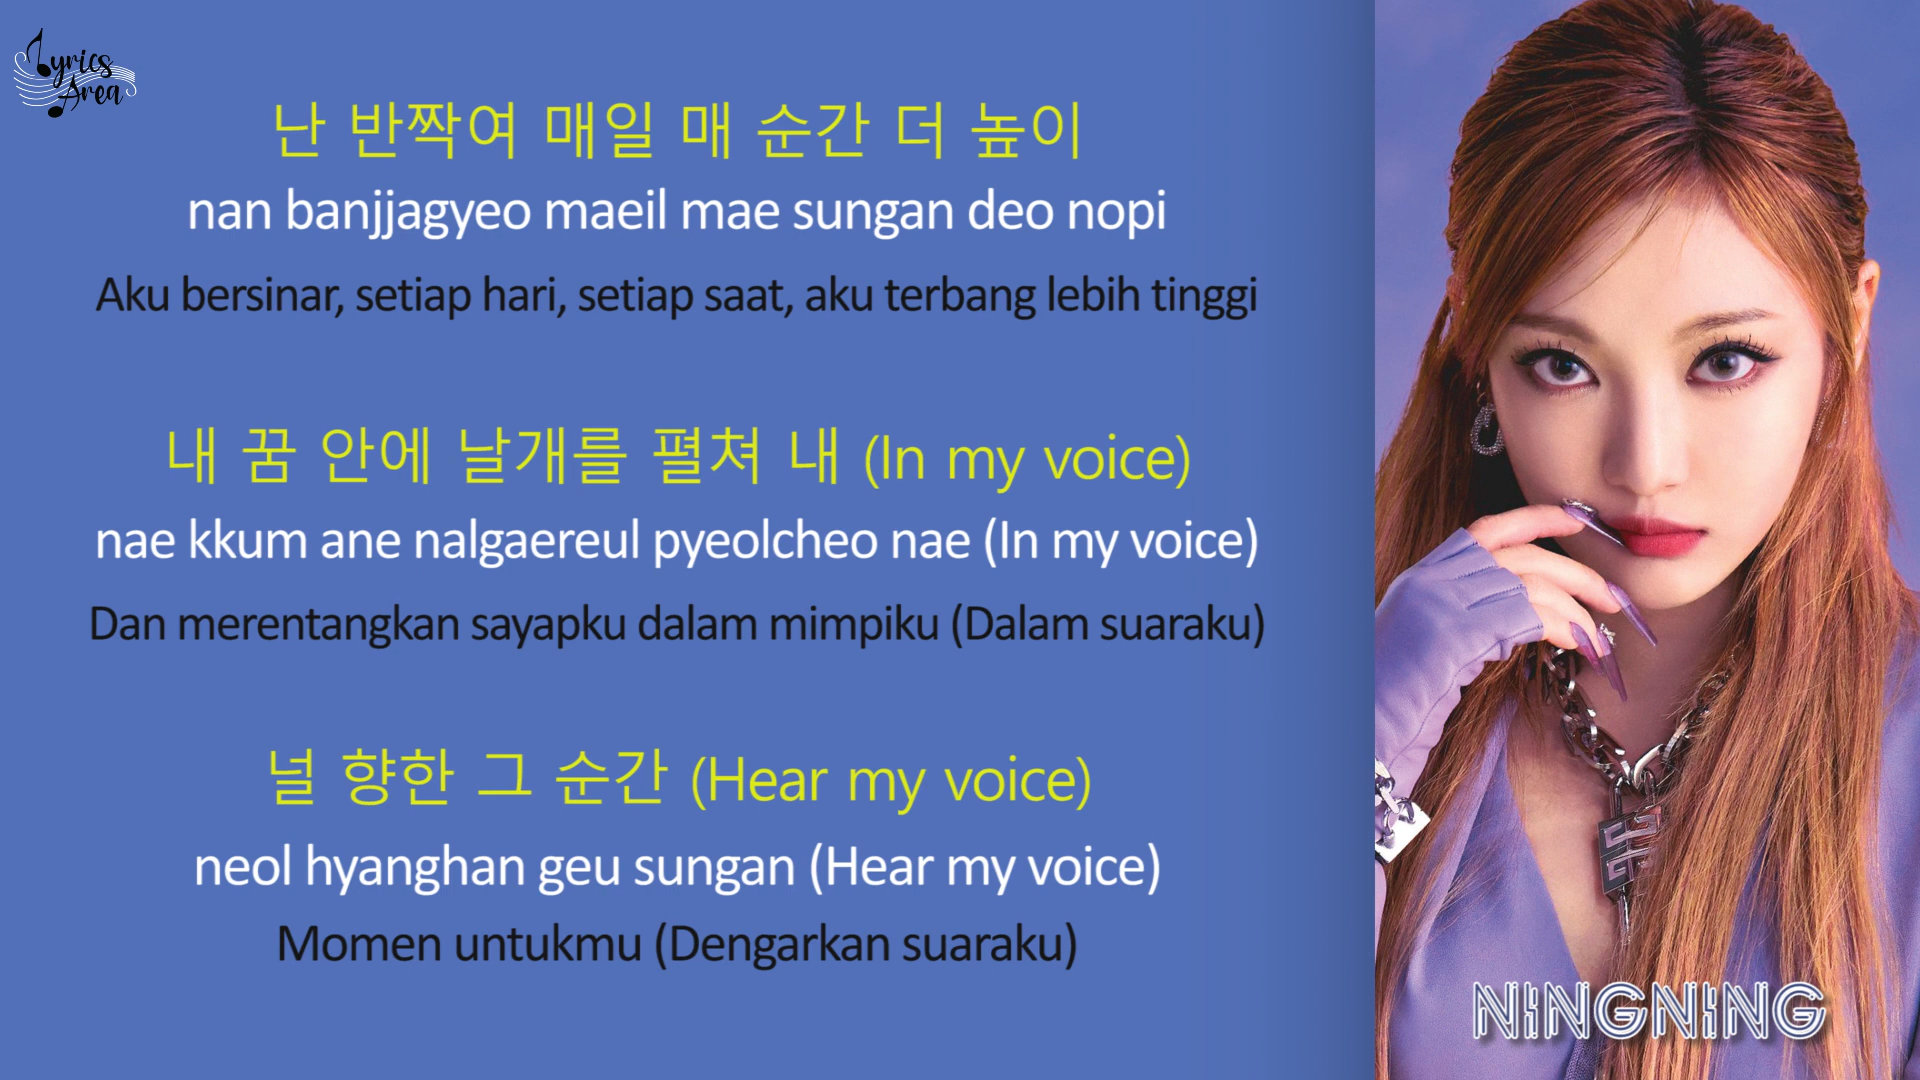 Lyrics
Area
난 반짝여 매일 매 순간 더 높이
nan banjjagyeo maeil mae sungan deo nopi
Aku bersinar, setiap hari, setiap saat, aku terbang lebih tinggi
내 꿈 안에 날개를 펼쳐 내 (In my voice)
nae kkum ane nalgaereul pyeolcheo nae (In my voice)
Dan merentangkan sayapku dalam mimpiku (Dalam suaraku)
널 향한 그 순간 (Hear my voice)
neol hyanghan geu sungan (Hear my voice)
Momen untukmu (Dengarkan suaraku)
NINGNING